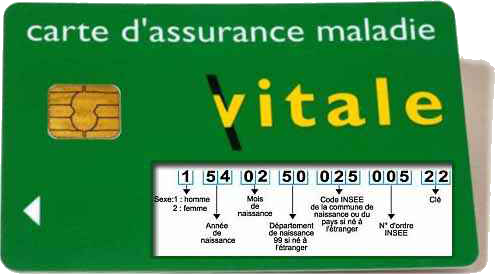 carte d'assurance maladie
vitale
1 54 02 50 025 005 22
Sexe:1 : homme
2 : femme
Année
de
naissance
Mois
de
naissance
Département
de naissance
99 si né à
l'étranger
Code INSEE
de la commune de
naissance ou du
pays si né à
l'étranger
N° d'ordre
INSEE
Clé